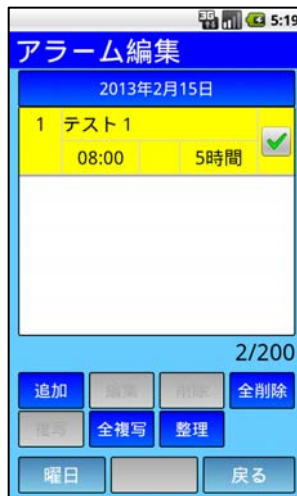 3G 5:19
アラーム編集
2013年2月15日
1 テスト1
08:00 5時間
2/200
追加 編集 削除 全削除
複写 全複写 整理
曜日 戻る